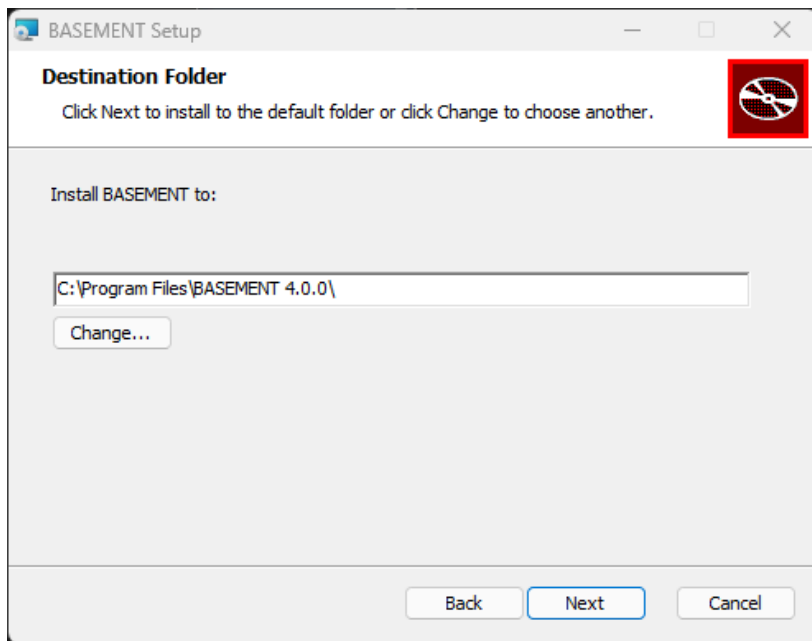 BASEMENT Setup
Destination Folder
Click Next to install to the default folder or click Change to choose another.
Install BASEMENT to:
C:\Program Files\BASEMENT 4.0.0\
Change...
Back Next Cancel